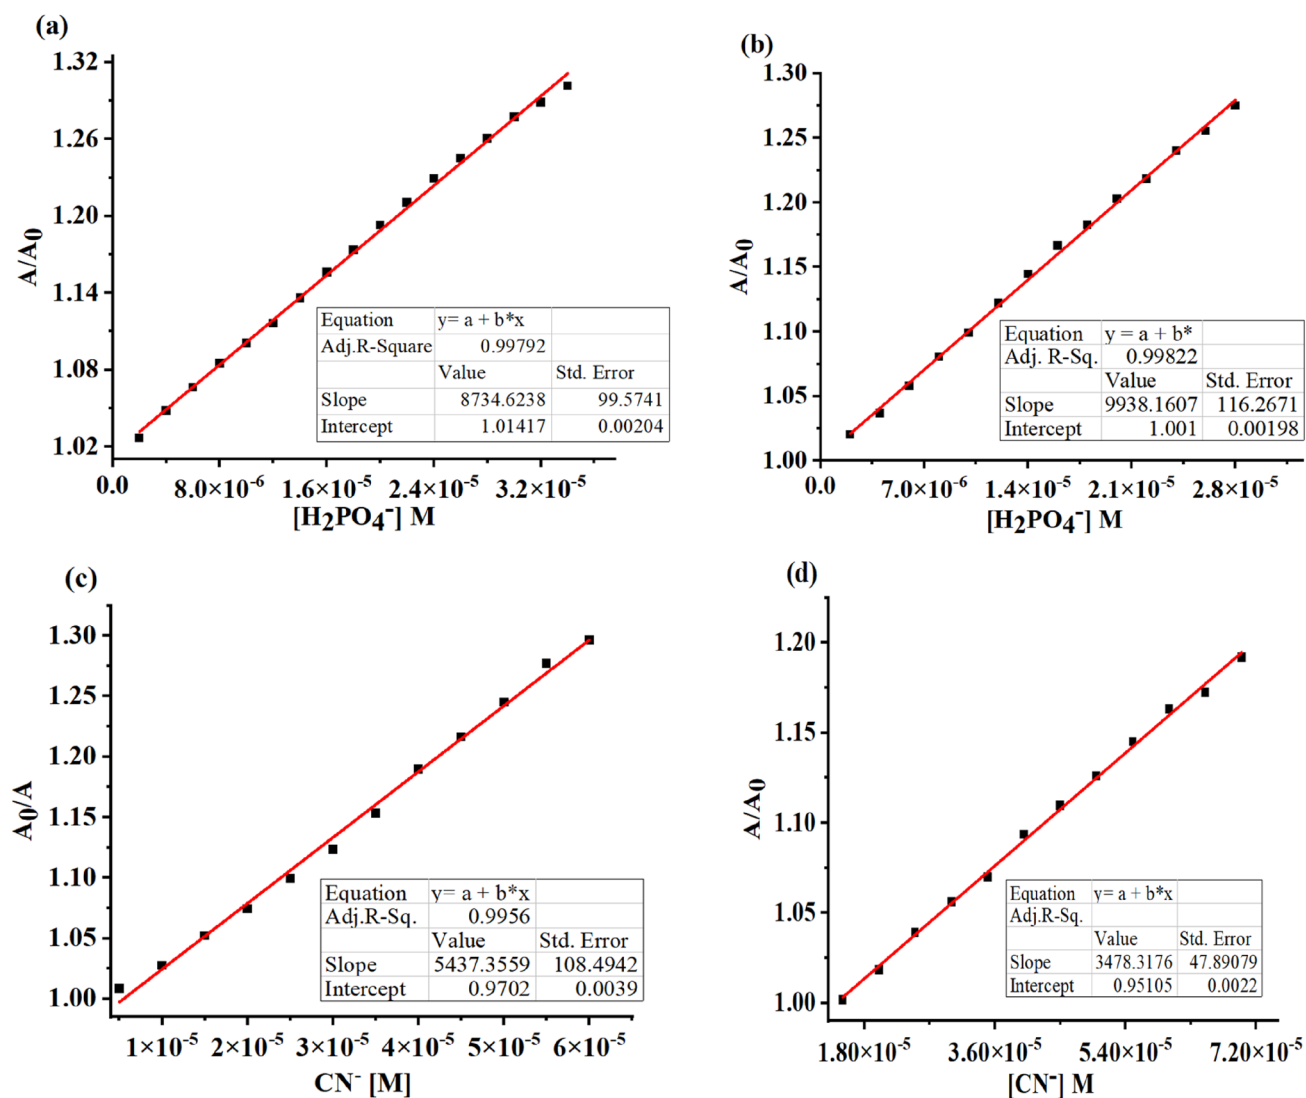 (a)
A/A₀
1.32
1.26
1.20
1.14
1.08
1.02
Equation y= a + b*x
Adj.R-Square 0.99792
Value Std. Error
Slope 8734.6238 99.5741
Intercept 1.01417 0.00204
0.0 8.0×10⁻⁶ 1.6×10⁻⁵ 2.4×10⁻⁵ 3.2×10⁻⁵
[H₂PO₄⁻] M
(b)
A/A₀
1.30
1.25
1.20
1.15
1.10
1.05
1.00
Equation y = a + b*
Adj. R-Sq. 0.99822
Value Std. Error
Slope 9938.1607 116.2671
Intercept 1.001 0.00198
0.0 7.0×10⁻⁶ 1.4×10⁻⁵ 2.1×10⁻⁵ 2.8×10⁻⁵
[H₂PO₄⁻] M
(c)
A₀/A
1.30
1.25
1.20
1.15
1.10
1.05
1.00
Equation y= a + b*x
Adj.R-Sq. 0.9956
Value Std. Error
Slope 5437.3559 108.4942
Intercept 0.9702 0.0039
1×10⁻⁵ 2×10⁻⁵ 3×10⁻⁵ 4×10⁻⁵ 5×10⁻⁵ 6×10⁻⁵
CN⁻ [M]
(d)
A/A₀
1.20
1.15
1.10
1.05
1.00
Equation y= a + b*x
Adj.R-Sq.
Value Std. Error
Slope 3478.3176 47.89079
Intercept 0.95105 0.0022
1.80×10⁻⁵ 3.60×10⁻⁵ 5.40×10⁻⁵ 7.20×10⁻⁵
[CN⁻] M